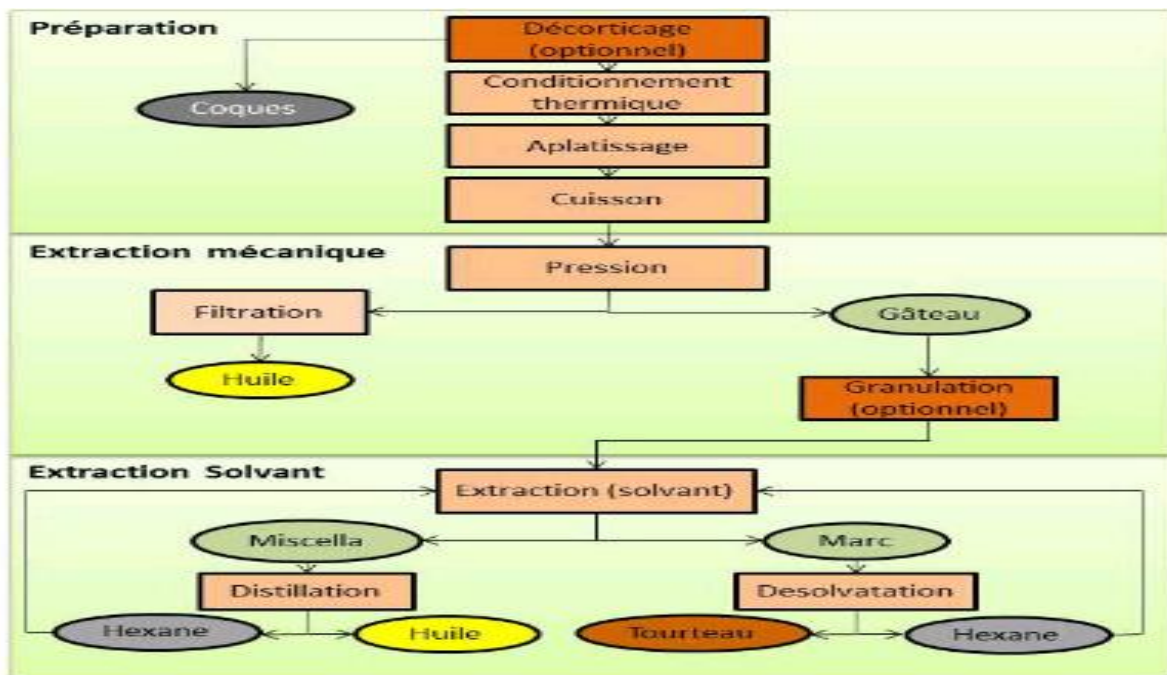 Préparation
Décorticage
(optionnel)
Coques
Conditionnement
thermique
Aplatissage
Cuisson
Extraction mécanique
Pression
Filtration
Gâteau
Huile
Granulation
(optionnel)
Extraction Solvant
Extraction (solvant)
Miscella
Marc
Distillation
Desolvatation
Hexane
Huile
Tourteau
Hexane